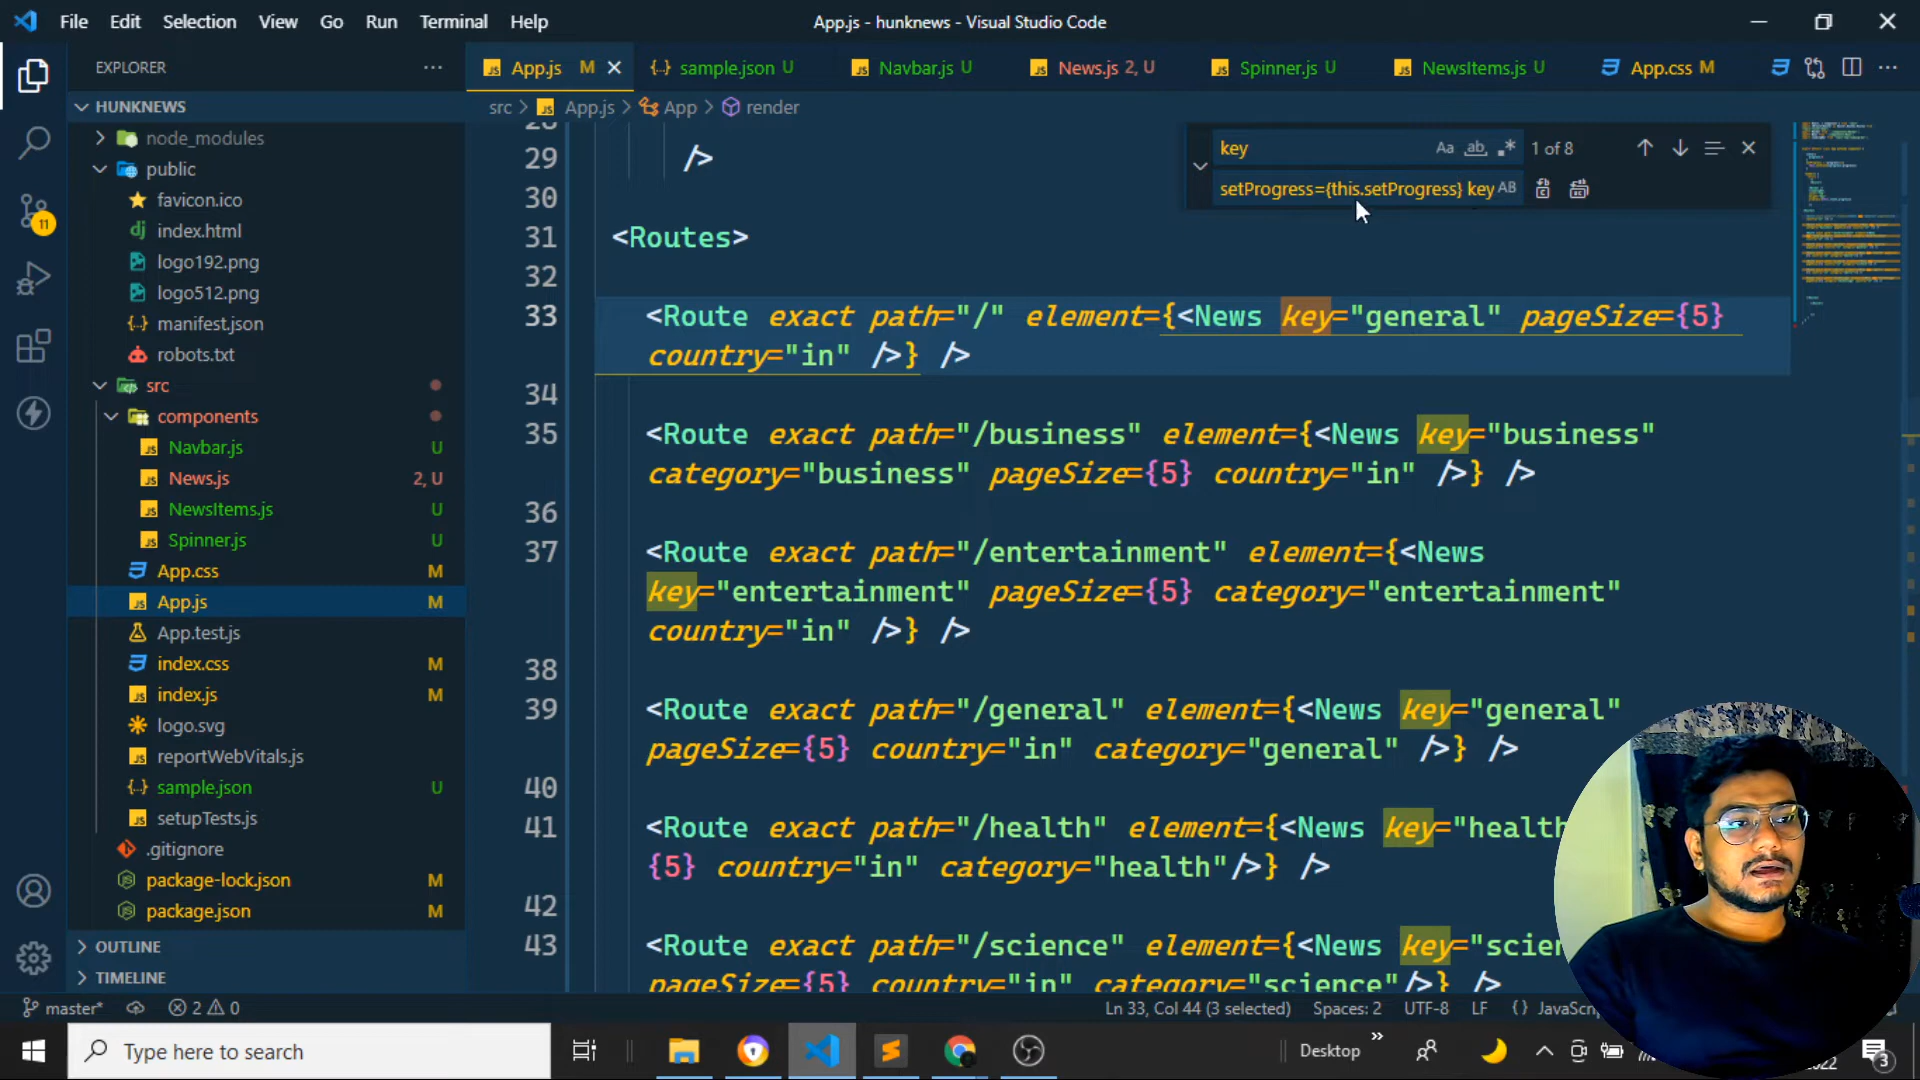 File Edit Selection View Go Run Terminal Help
App.js - hunknews - Visual Studio Code
EXPLORER
App.js M
sample.json U
Navbar.js U
News.js 2, U
Spinner.js U
NewsItems.js U
App.css M
HUNKNEWS
src > App.js > App > render
node_modules
public
favicon.ico
index.html
logo192.png
logo512.png
manifest.json
robots.txt
src
components
Navbar.js U
News.js 2, U
NewsItems.js U
Spinner.js U
App.css M
App.js M
App.test.js
index.css M
index.js M
logo.svg
reportWebVitals.js
sample.json U
setupTests.js
.gitignore
package-lock.json M
package.json M
OUTLINE
TIMELINE
11
key Aa ab 1 of 8
setProgress={this.setProgress} key AB
28
29 />
30
31 <Routes>
32
33 <Route exact path="/" element={<News key="general" pageSize={5}
country="in" />} />
34
35 <Route exact path="/business" element={<News key="business"
category="business" pageSize={5} country="in" />} />
36
37 <Route exact path="/entertainment" element={<News
key="entertainment" pageSize={5} category="entertainment"
country="in" />} />
38
39 <Route exact path="/general" element={<News key="general"
pageSize={5} country="in" category="general" />} />
40
41 <Route exact path="/health" element={<News key="health
{5} country="in" category="health"/>} />
42
43 <Route exact path="/science" element={<News key="scien
pageSize={5} country="in" category="science"/>} />
master* 2 0
Ln 33, Col 44 (3 selected) Spaces: 2 UTF-8 LF {} JavaSc
Type here to search
Desktop
2022
3